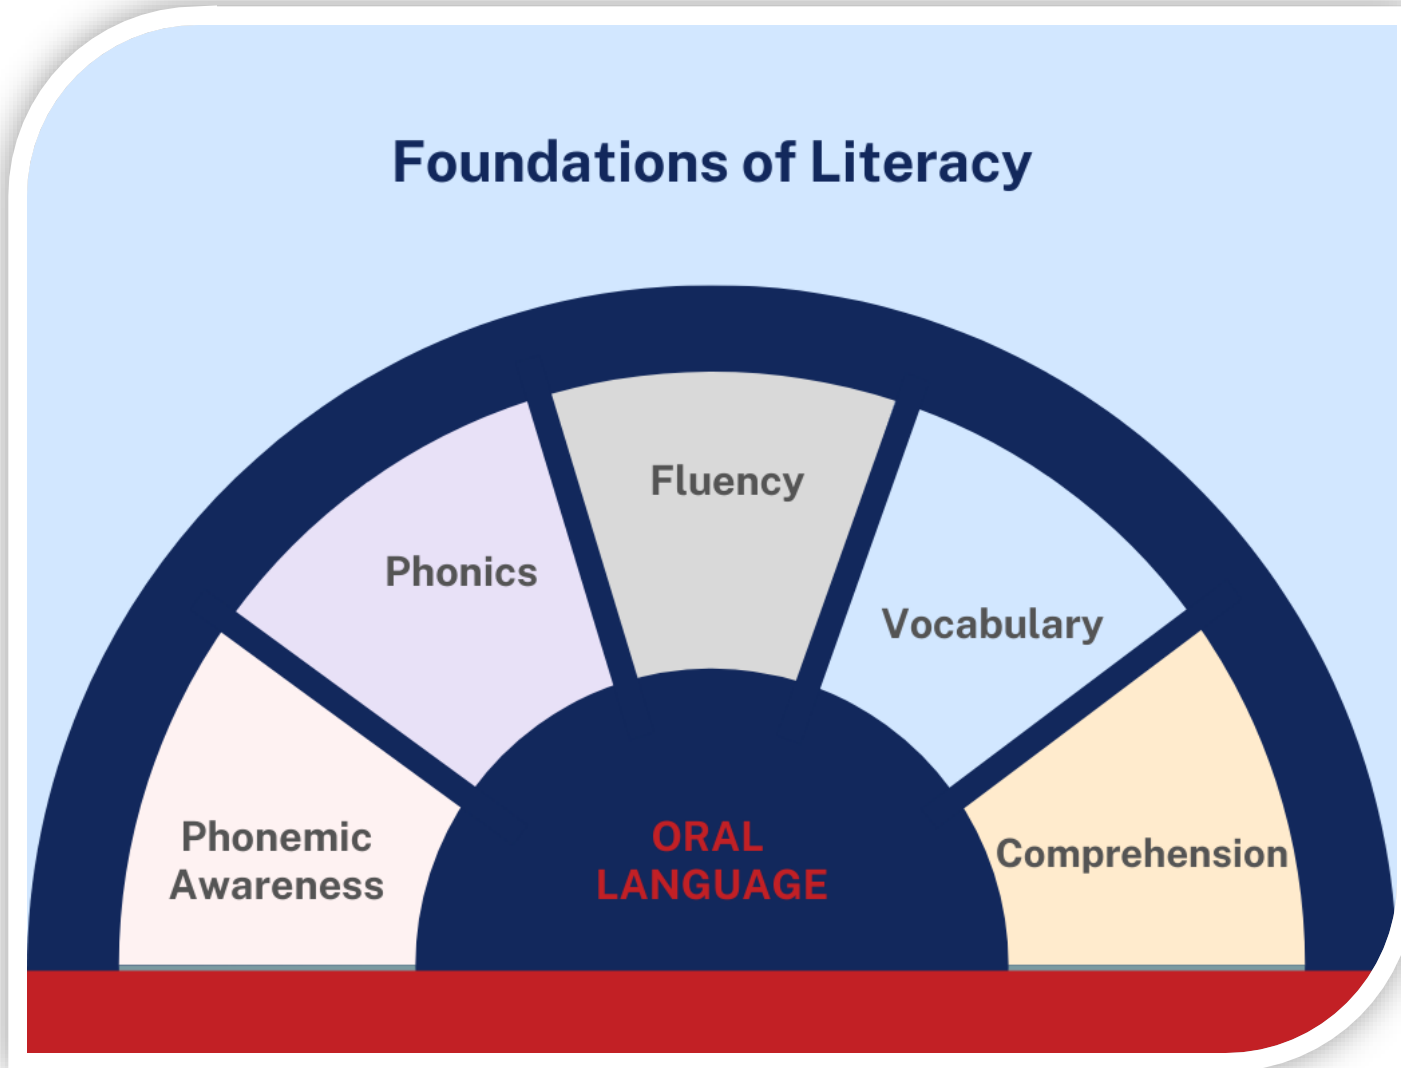 Foundations of Literacy
Fluency
Phonics
Vocabulary
Phonemic
Awareness
ORAL
LANGUAGE
Comprehension